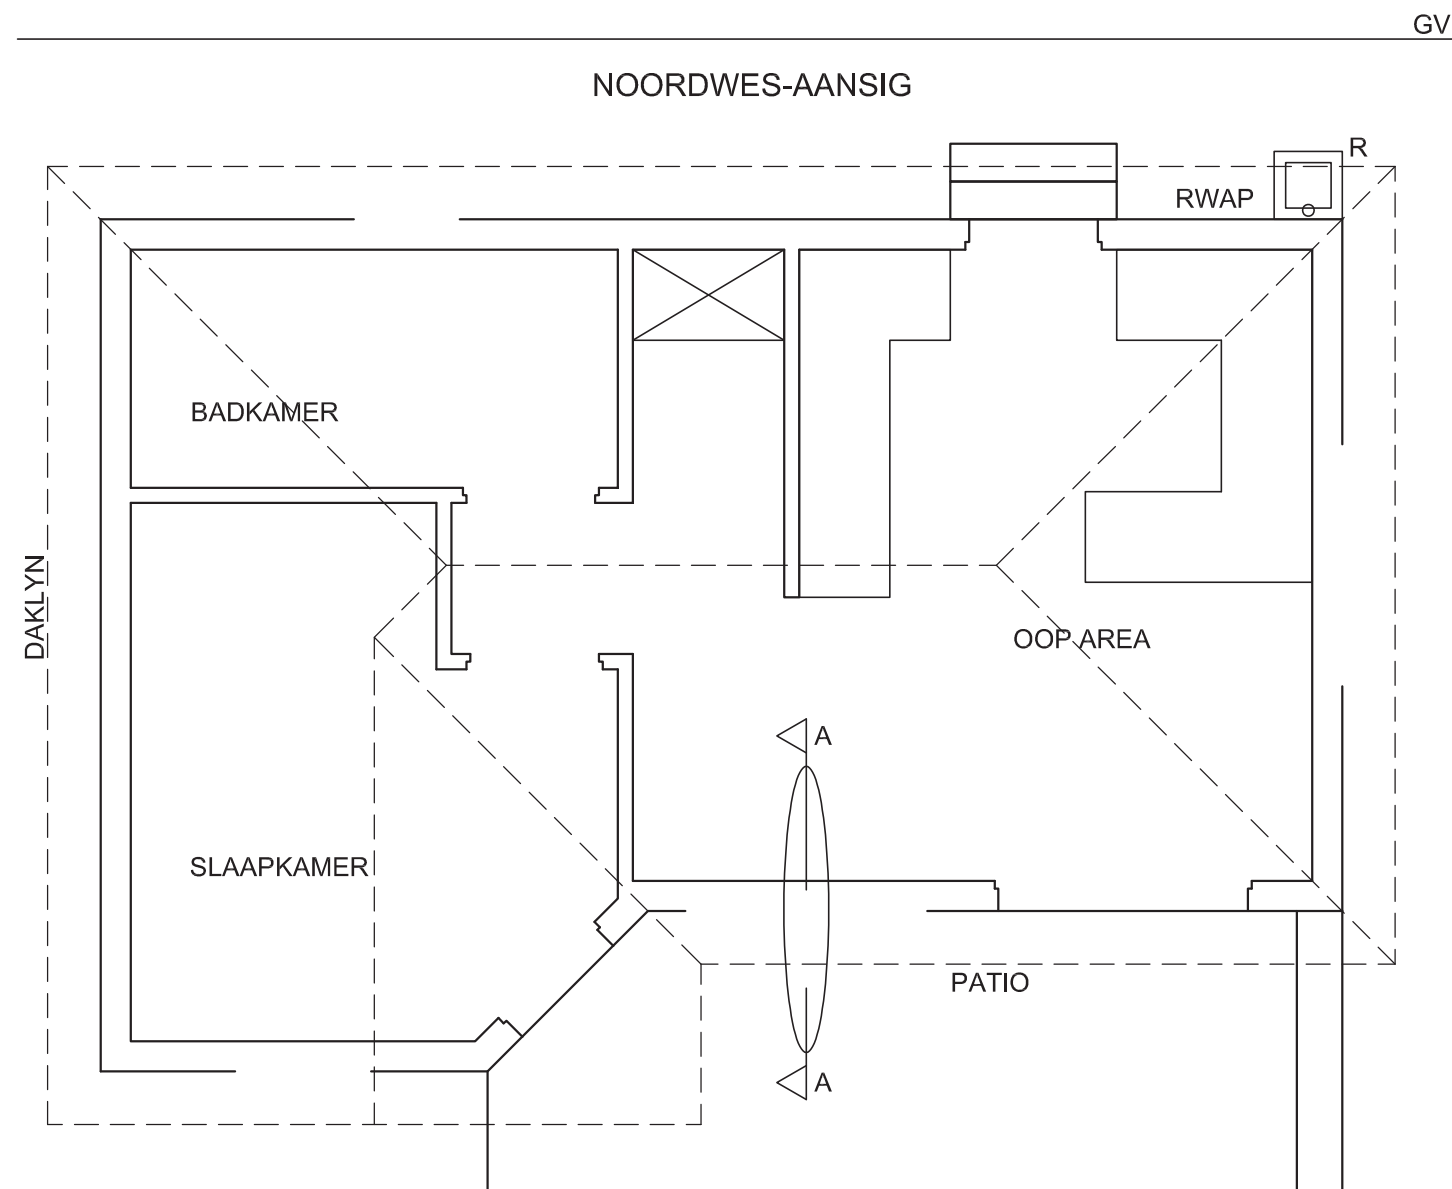 GV
NOORDWES-AANSIG
R
RWAP
BADKAMER
DAKLYN
OOP AREA
A
SLAAPKAMER
PATIO
A